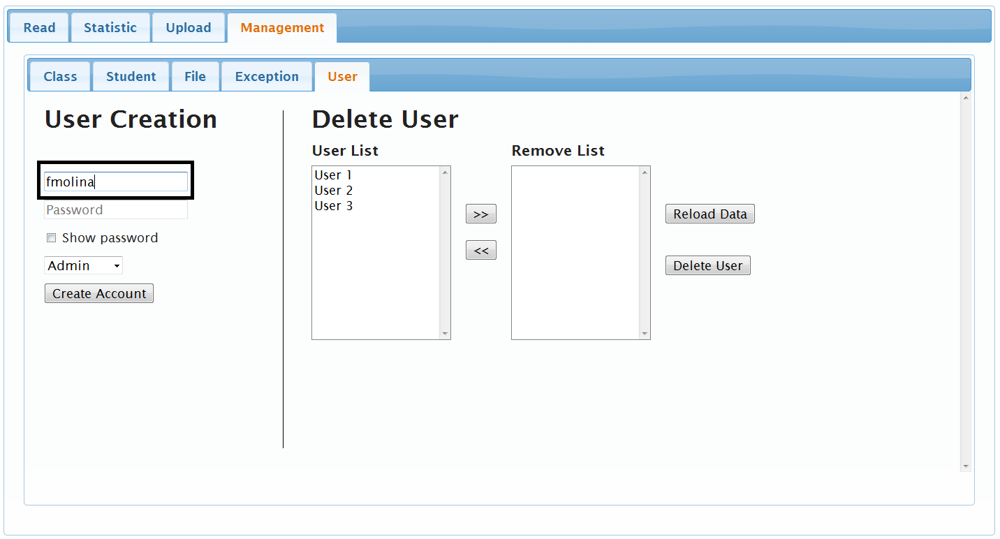 Read Statistic Upload Management
Class Student File Exception User
User Creation
fmolina
Password
Show password
Admin
Create Account
Delete User
User List
User 1
User 2
User 3
>>
<<
Remove List
Reload Data
Delete User